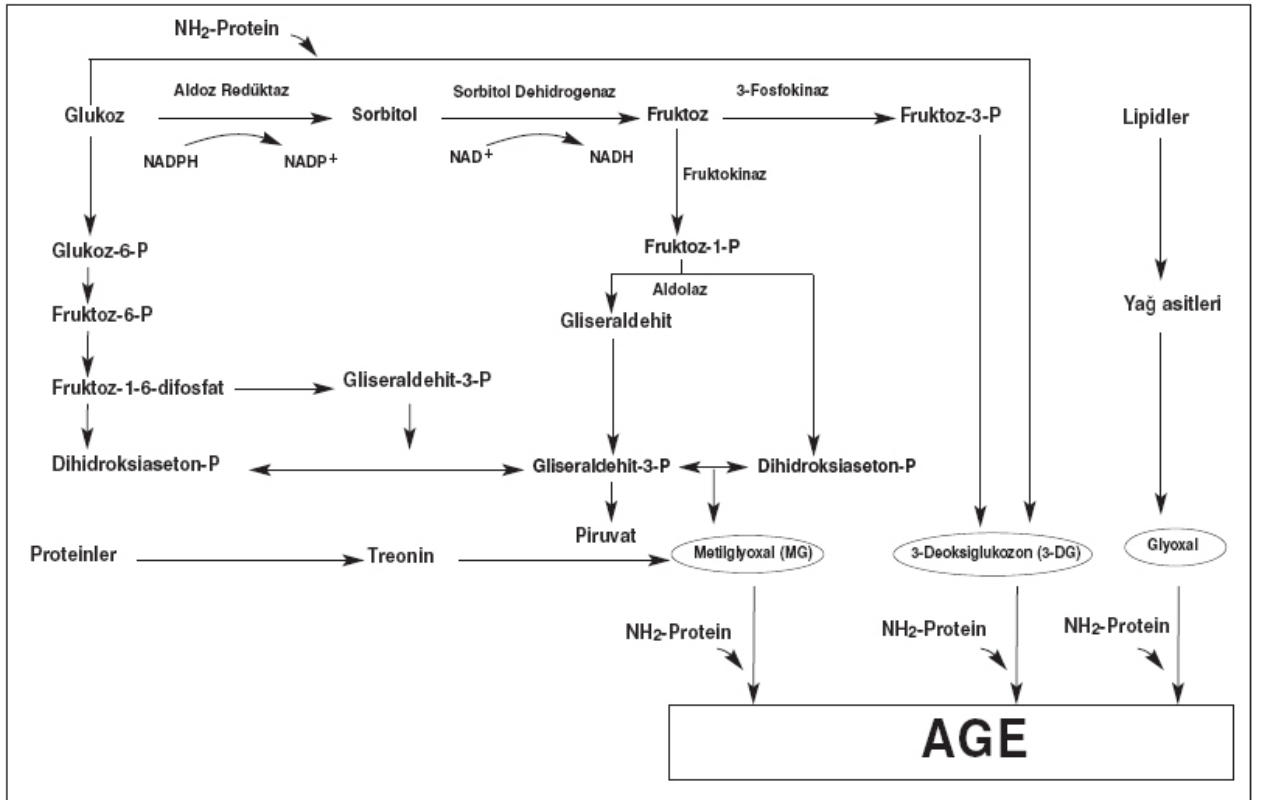 NH2-Protein
Aldoz Redüktaz
Sorbitol Dehidrogenaz
3-Fosfokinaz
Glukoz
Sorbitol
Fruktoz
Fruktoz-3-P
Lipidler
NADPH
NADP+
NAD+
NADH
Fruktokinaz
Glukoz-6-P
Fruktoz-1-P
Aldolaz
Fruktoz-6-P
Gliseraldehit
Yağ asitleri
Fruktoz-1-6-difosfat
Gliseraldehit-3-P
Dihidroksiaseton-P
Gliseraldehit-3-P
Dihidroksiaseton-P
Piruvat
Proteinler
Treonin
Metilglyoxal (MG)
3-Deoksiglukozon (3-DG)
Glyoxal
NH2-Protein
NH2-Protein
NH2-Protein
AGE